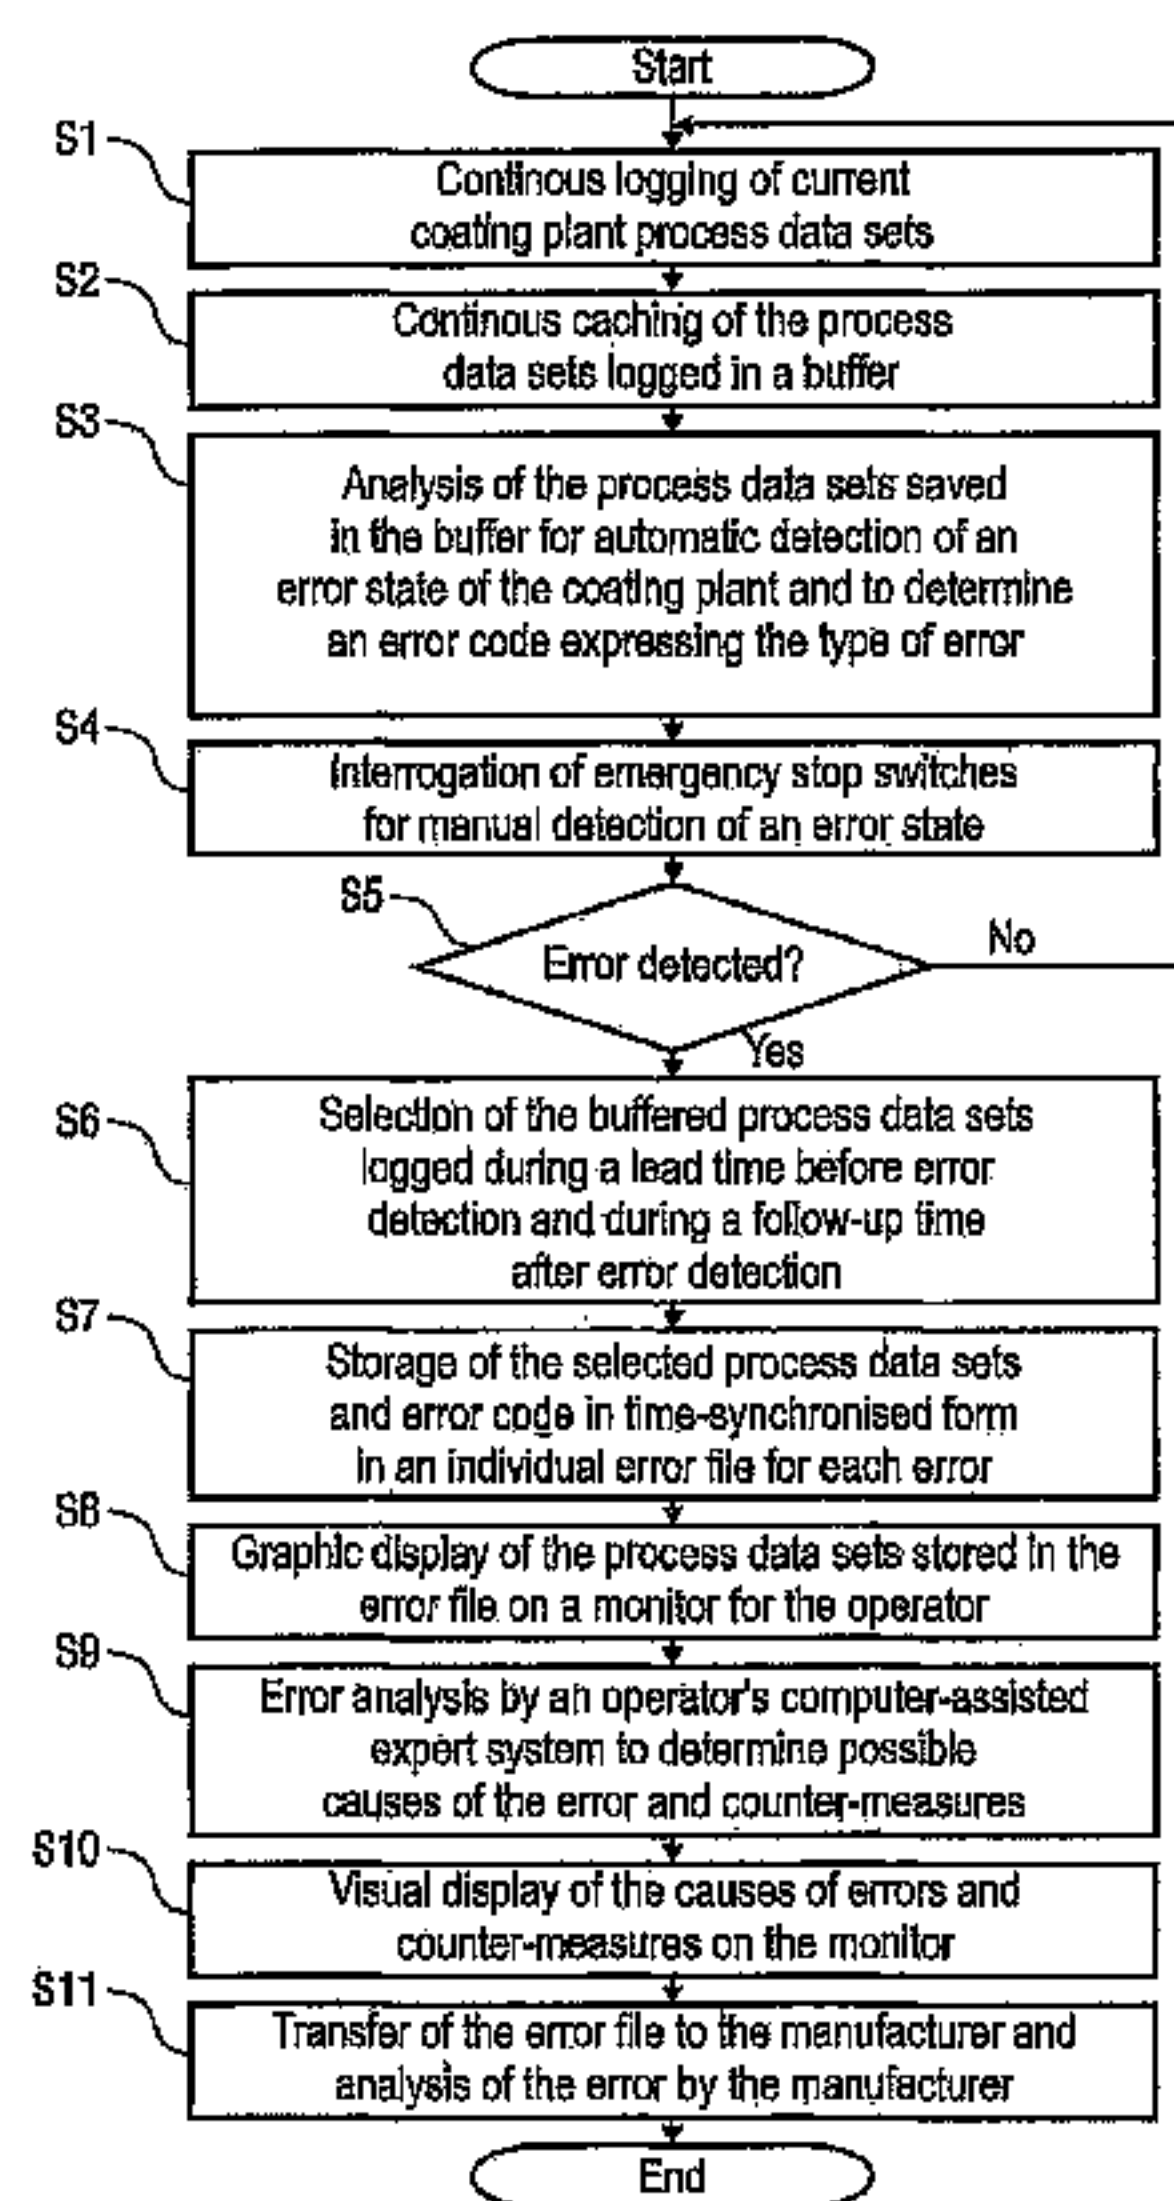 Start
S1
Continous logging of current
coating plant process data sets
S2
Continous caching of the process
data sets logged in a buffer
S3
Analysis of the process data sets saved
in the buffer for automatic detection of an
error state of the coating plant and to determine
an error code expressing the type of error
S4
Interrogation of emergency stop switches
for manual detection of an error state
S5
Error detected?
No
Yes
S6
Selection of the buffered process data sets
logged during a lead time before error
detection and during a follow-up time
after error detection
S7
Storage of the selected process data sets
and error code in time-synchronised form
in an individual error file for each error
S8
Graphic display of the process data sets stored in the
error file on a monitor for the operator
S9
Error analysis by an operator's computer-assisted
expert system to determine possible
causes of the error and counter-measures
S10
Visual display of the causes of errors and
counter-measures on the monitor
S11
Transfer of the error file to the manufacturer and
analysis of the error by the manufacturer
End